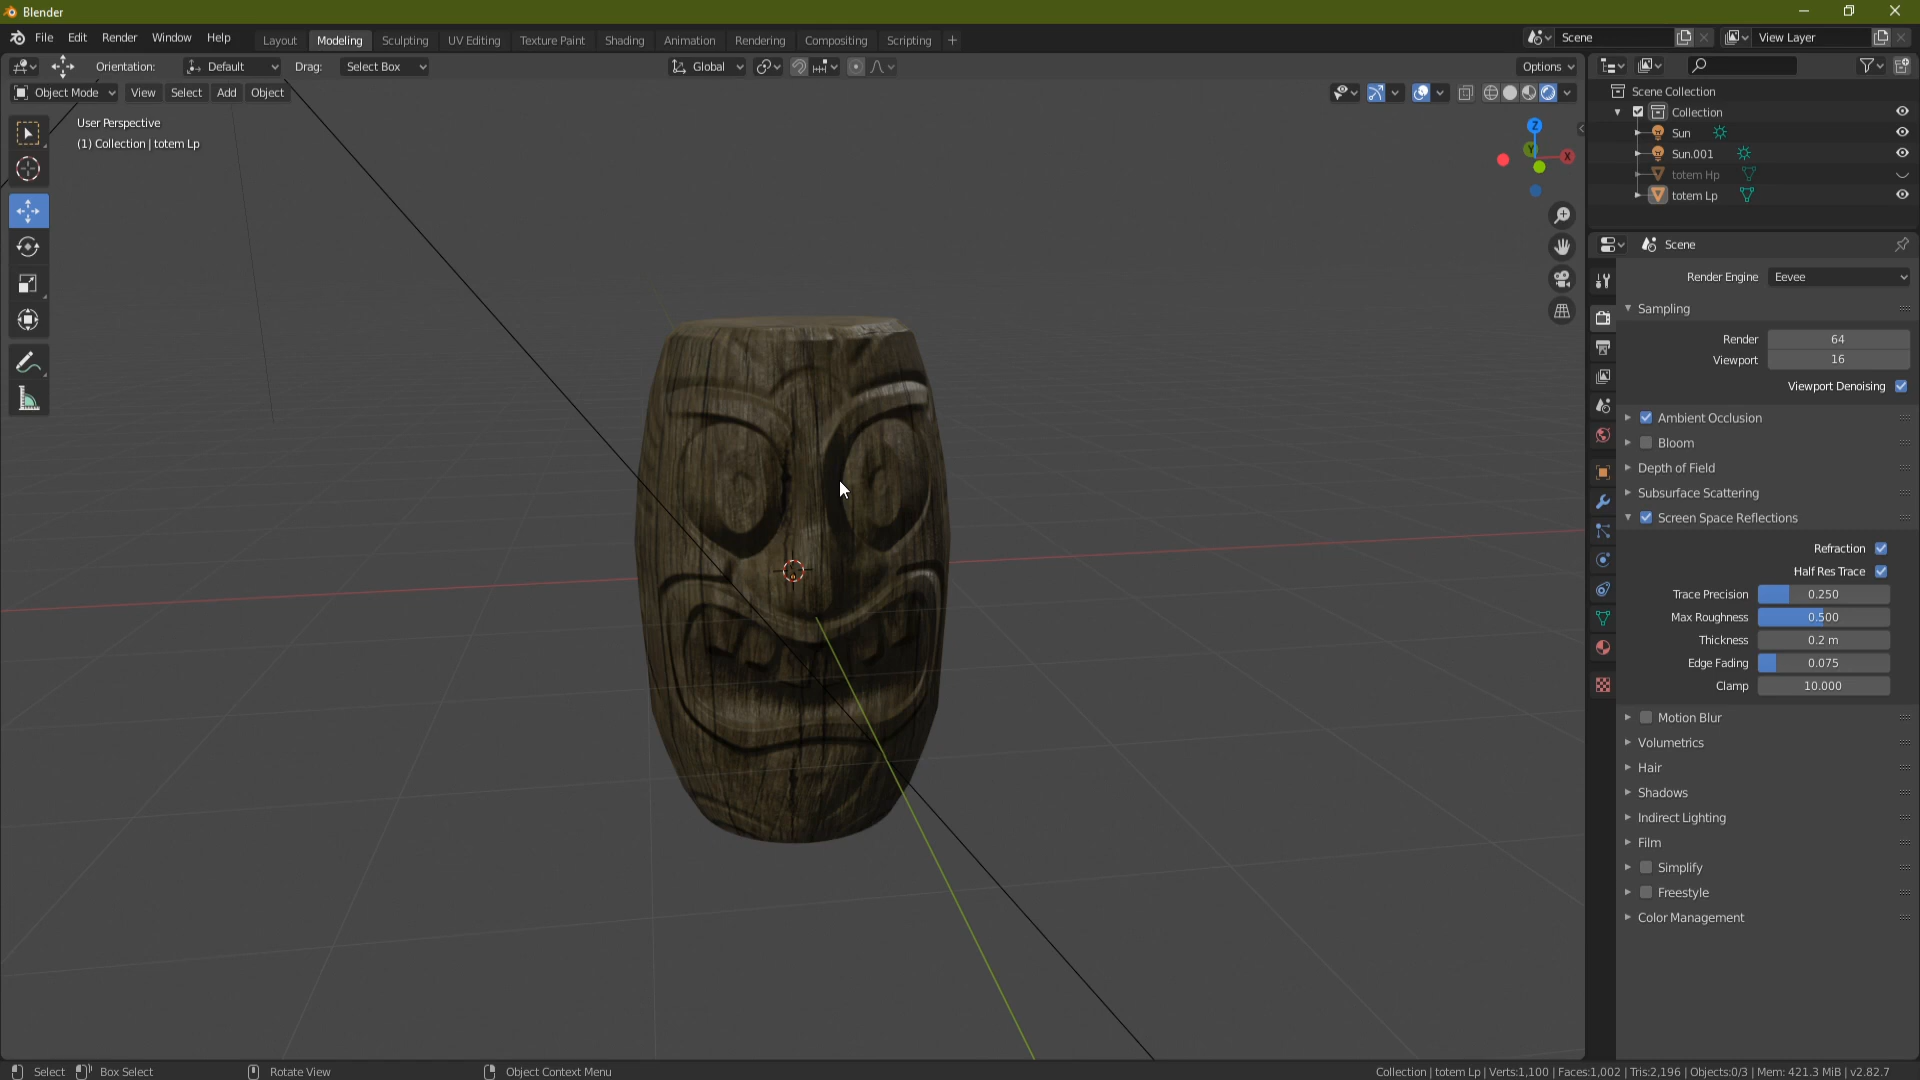 Blender
File Edit Render Window Help
Layout Modeling Sculpting UV Editing Texture Paint Shading Animation Rendering Compositing Scripting +
Scene
View Layer
Orientation: Default Drag: Select Box
Global
Options
Object Mode View Select Add Object
User Perspective
(1) Collection | totem Lp
Z
Y
X
Scene Collection
Collection
Sun
Sun.001
totem Hp
totem Lp
Scene
Render Engine Eevee
Sampling
Render 64
Viewport 16
Viewport Denoising
Ambient Occlusion
Bloom
Depth of Field
Subsurface Scattering
Screen Space Reflections
Refraction
Half Res Trace
Trace Precision 0.250
Max Roughness 0.500
Thickness 0.2 m
Edge Fading 0.075
Clamp 10.000
Motion Blur
Volumetrics
Hair
Shadows
Indirect Lighting
Film
Simplify
Freestyle
Color Management
Select Box Select Rotate View Object Context Menu
Collection | totem Lp | Verts:1,100 | Faces:1,002 | Tris:2,196 | Objects:0/3 | Mem: 421.3 MiB | v2.82.7